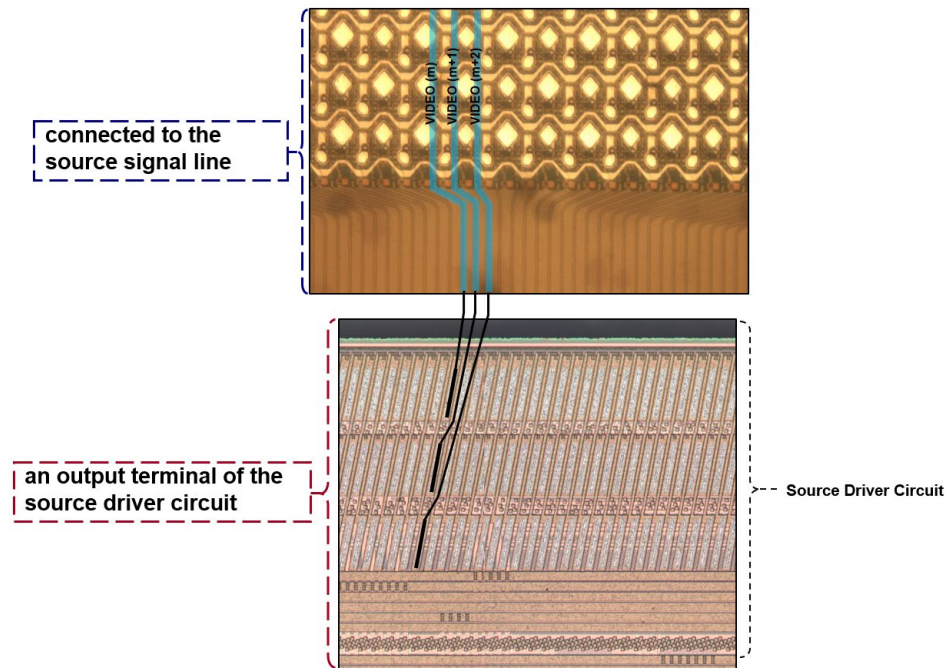 VIDEO (m)
VIDEO (m+1)
VIDEO (m+2)
connected to the
source signal line
an output terminal of the
source driver circuit
Source Driver Circuit